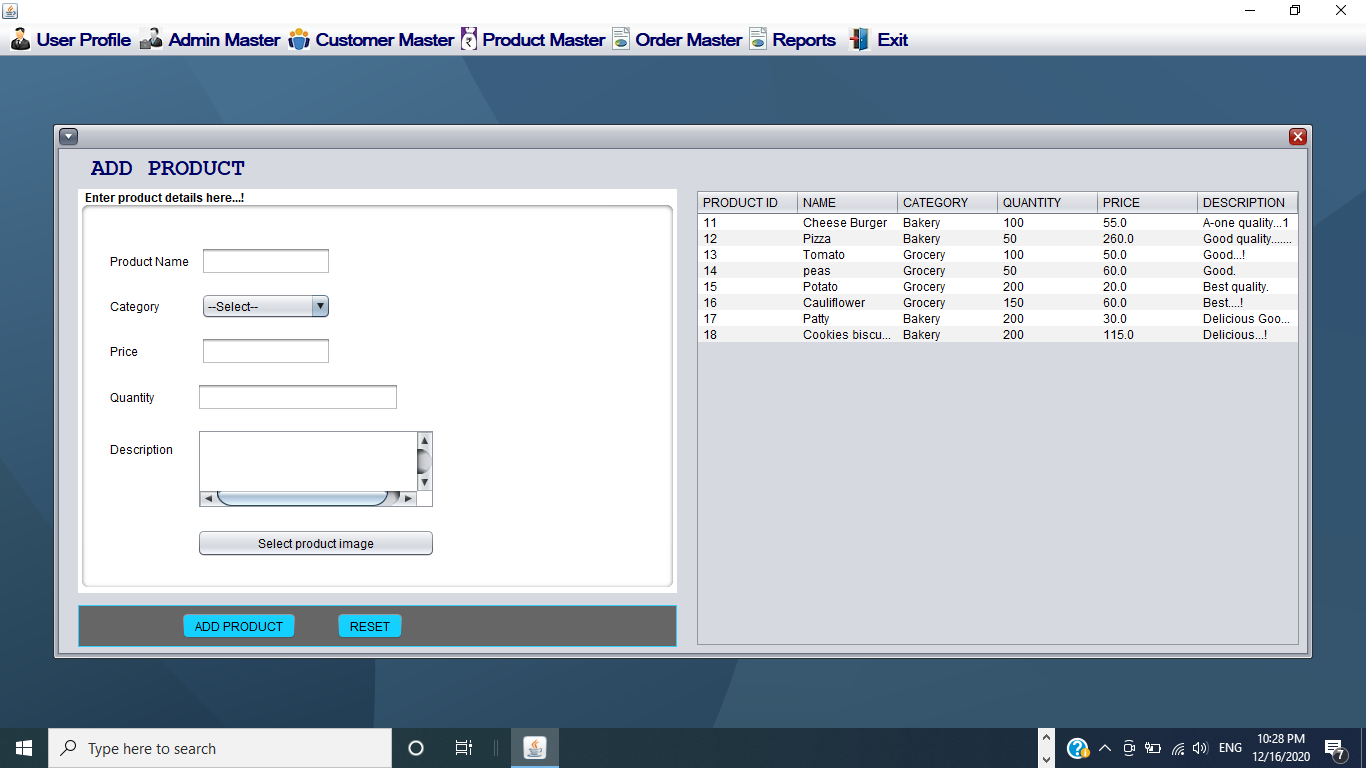 User Profile Admin Master Customer Master Product Master Order Master Reports Exit
ADD PRODUCT
Enter product details here...!
Product Name
Category --Select--
Price
Quantity
Description
Select product image
ADD PRODUCT RESET
PRODUCT ID NAME CATEGORY QUANTITY PRICE DESCRIPTION
11 Cheese Burger Bakery 100 55.0 A-one quality...1
12 Pizza Bakery 50 260.0 Good quality.......
13 Tomato Grocery 100 50.0 Good...!
14 peas Grocery 50 60.0 Good.
15 Potato Grocery 200 20.0 Best quality.
16 Cauliflower Grocery 150 60.0 Best....!
17 Patty Bakery 200 30.0 Delicious Goo...
18 Cookies biscu... Bakery 200 115.0 Delicious...!
Type here to search
ENG
10:28 PM
12/16/2020
7